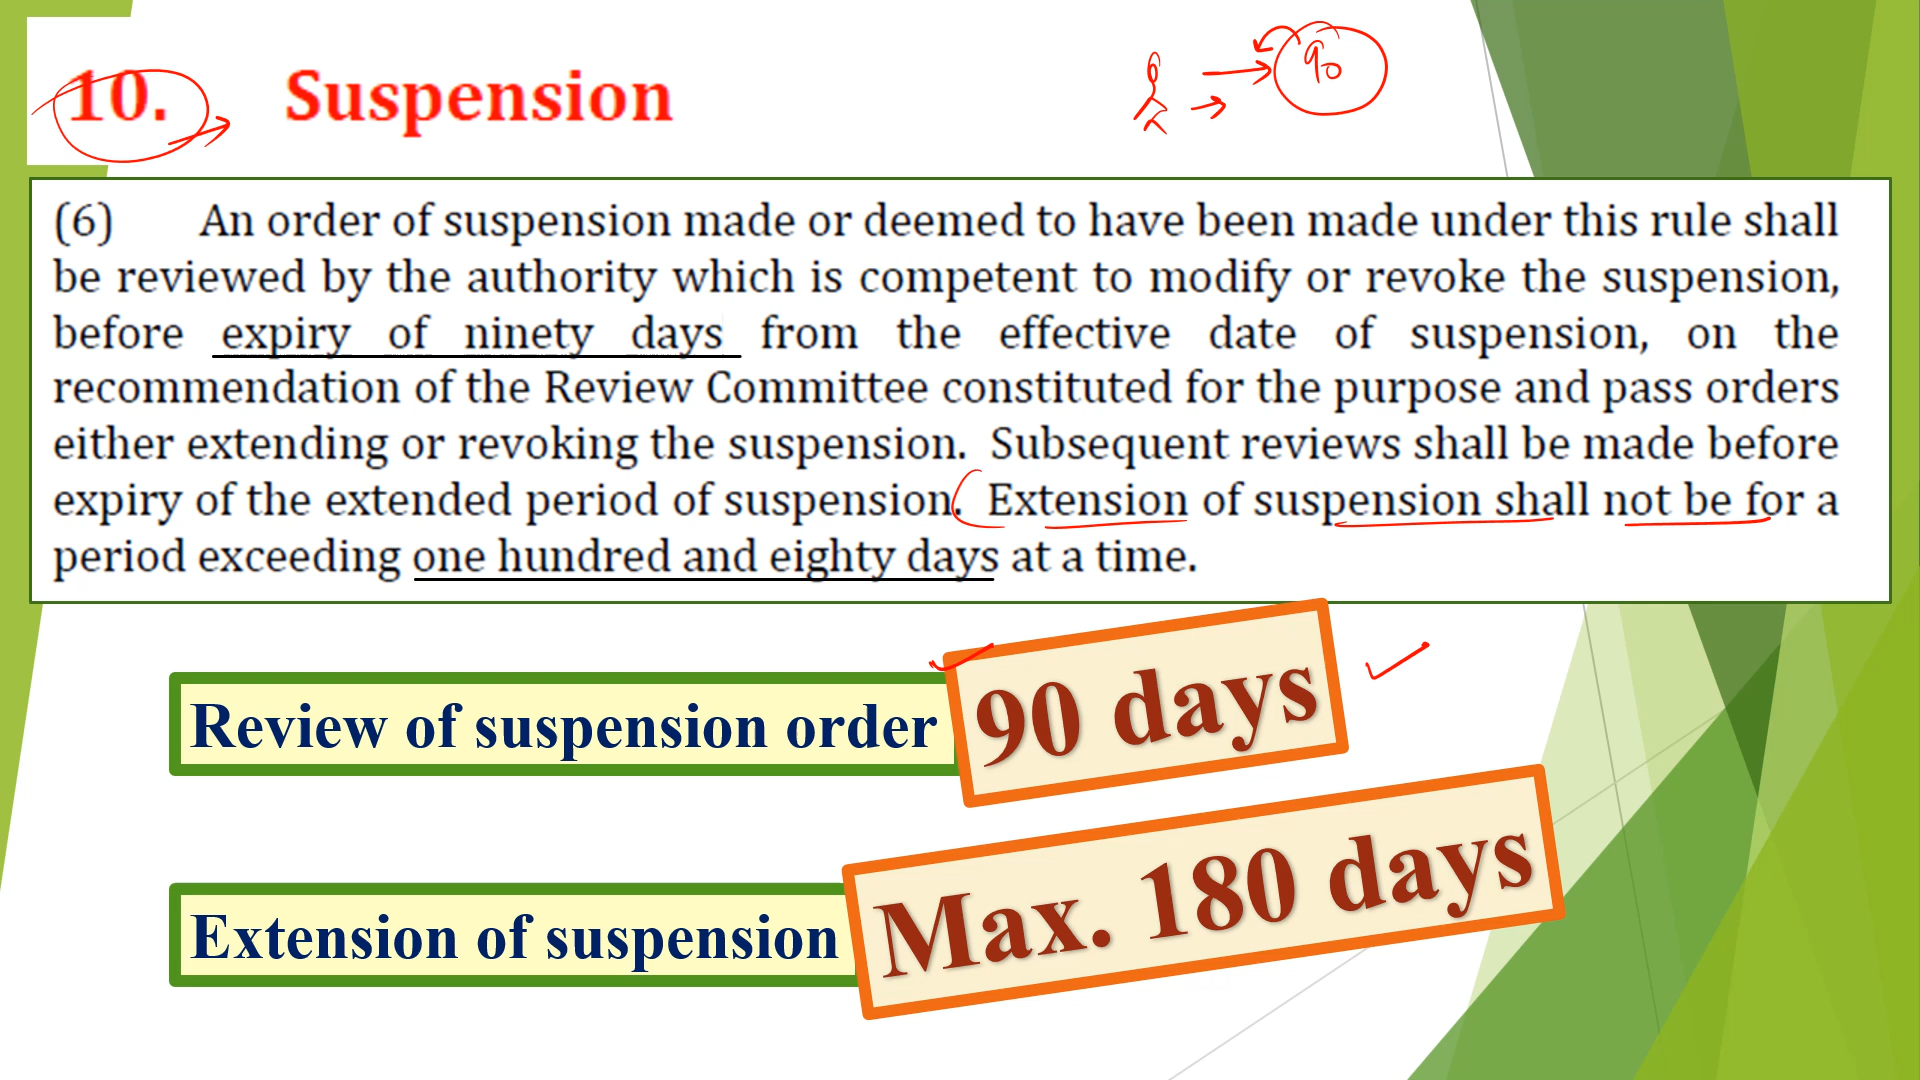 10. Suspension
90
(6) An order of suspension made or deemed to have been made under this rule shall
be reviewed by the authority which is competent to modify or revoke the suspension,
before expiry of ninety days from the effective date of suspension, on the
recommendation of the Review Committee constituted for the purpose and pass orders
either extending or revoking the suspension. Subsequent reviews shall be made before
expiry of the extended period of suspension. Extension of suspension shall not be for a
period exceeding one hundred and eighty days at a time.
Review of suspension order 90 days
Extension of suspension Max. 180 days